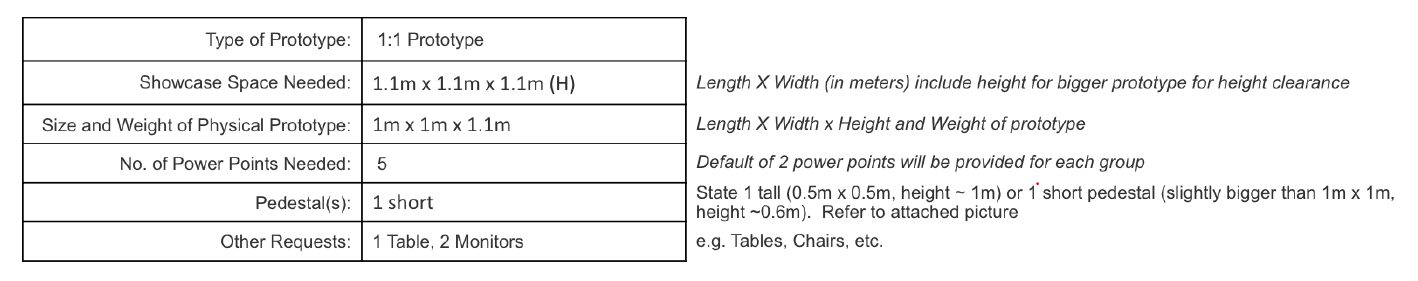 Type of Prototype: 1:1 Prototype
Showcase Space Needed: 1.1m x 1.1m x 1.1m (H) Length X Width (in meters) include height for bigger prototype for height clearance
Size and Weight of Physical Prototype: 1m x 1m x 1.1m Length X Width x Height and Weight of prototype
No. of Power Points Needed: 5 Default of 2 power points will be provided for each group
Pedestal(s): 1 short State 1 tall (0.5m x 0.5m, height ~ 1m) or 1 short pedestal (slightly bigger than 1m x 1m,
height ~0.6m). Refer to attached picture
Other Requests: 1 Table, 2 Monitors e.g. Tables, Chairs, etc.